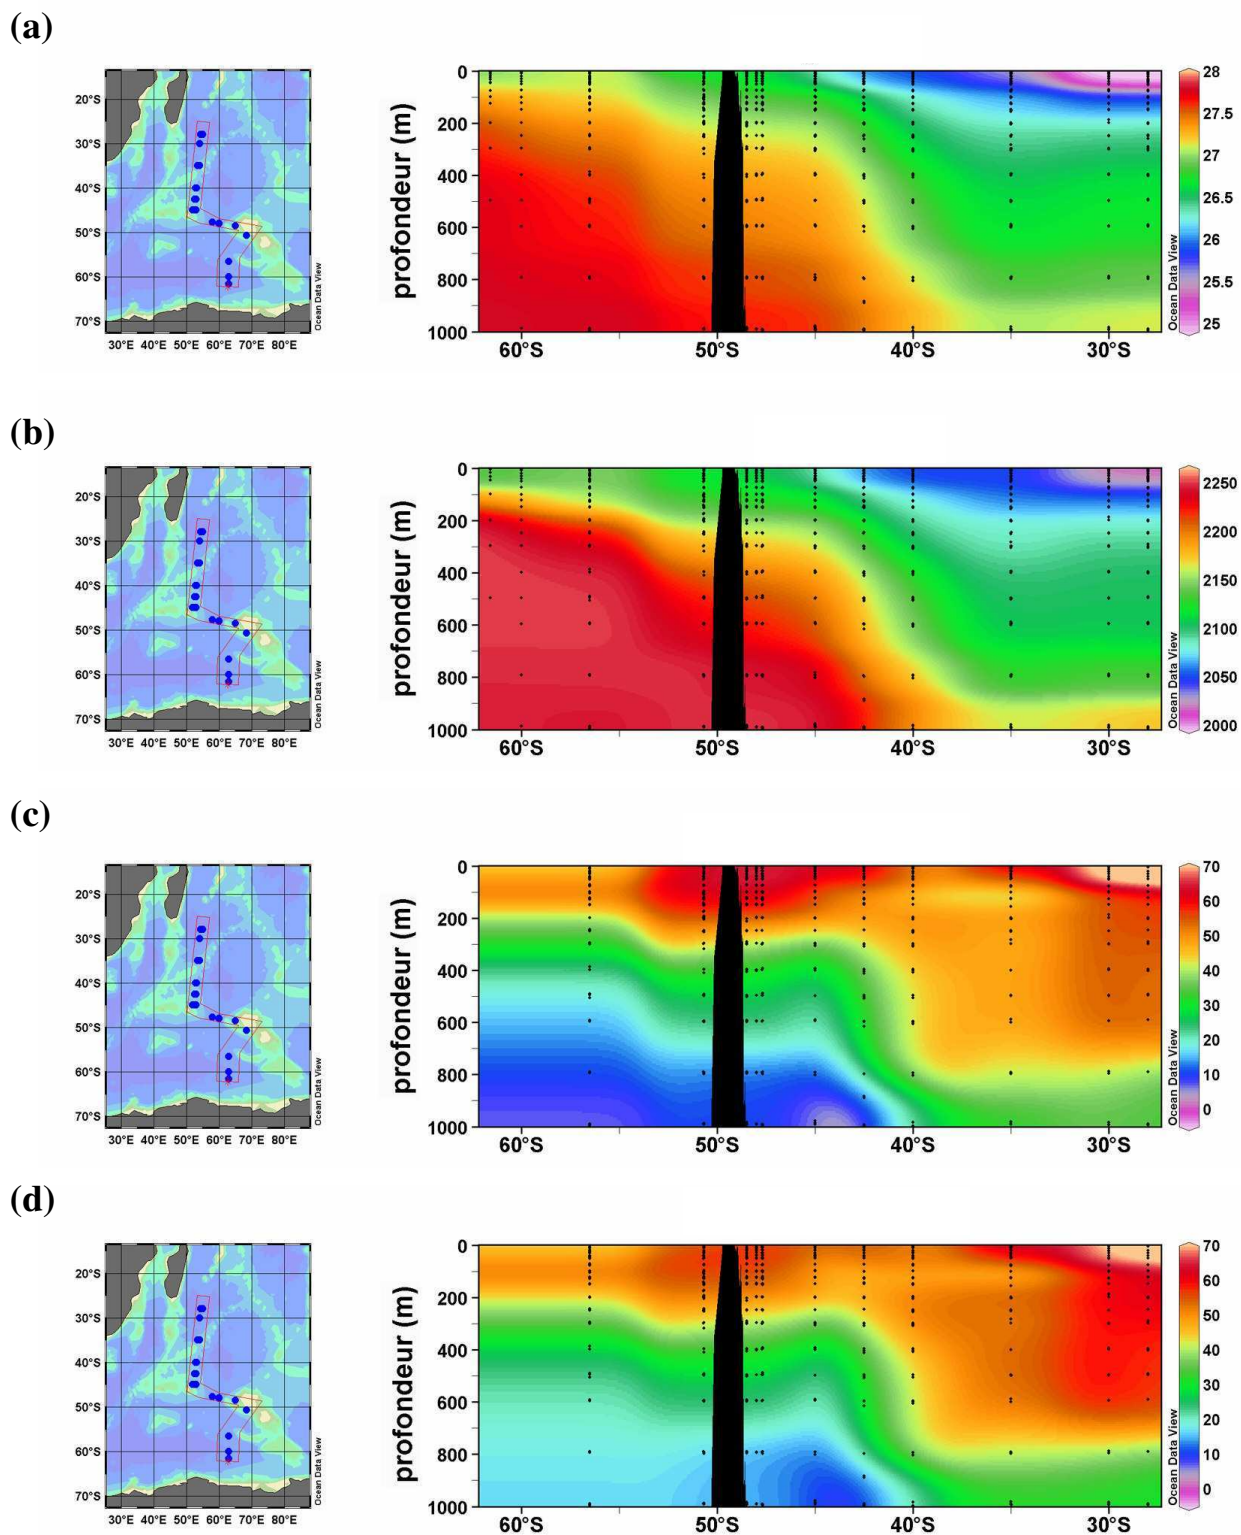 (a)
20°S
30°S
40°S
50°S
60°S
70°S
30°E 40°E 50°E 60°E 70°E 80°E
Ocean Data View
profondeur (m)
0
200
400
600
800
1000
60°S 50°S 40°S 30°S
Ocean Data View
28
27.5
27
26.5
26
25.5
25
(b)
20°S
30°S
40°S
50°S
60°S
70°S
30°E 40°E 50°E 60°E 70°E 80°E
Ocean Data View
profondeur (m)
0
200
400
600
800
1000
60°S 50°S 40°S 30°S
Ocean Data View
2250
2200
2150
2100
2050
2000
(c)
20°S
30°S
40°S
50°S
60°S
70°S
30°E 40°E 50°E 60°E 70°E 80°E
Ocean Data View
profondeur (m)
0
200
400
600
800
1000
60°S 50°S 40°S 30°S
Ocean Data View
70
60
50
40
30
20
10
0
(d)
20°S
30°S
40°S
50°S
60°S
70°S
30°E 40°E 50°E 60°E 70°E 80°E
Ocean Data View
profondeur (m)
0
200
400
600
800
1000
60°S 50°S 40°S 30°S
Ocean Data View
70
60
50
40
30
20
10
0